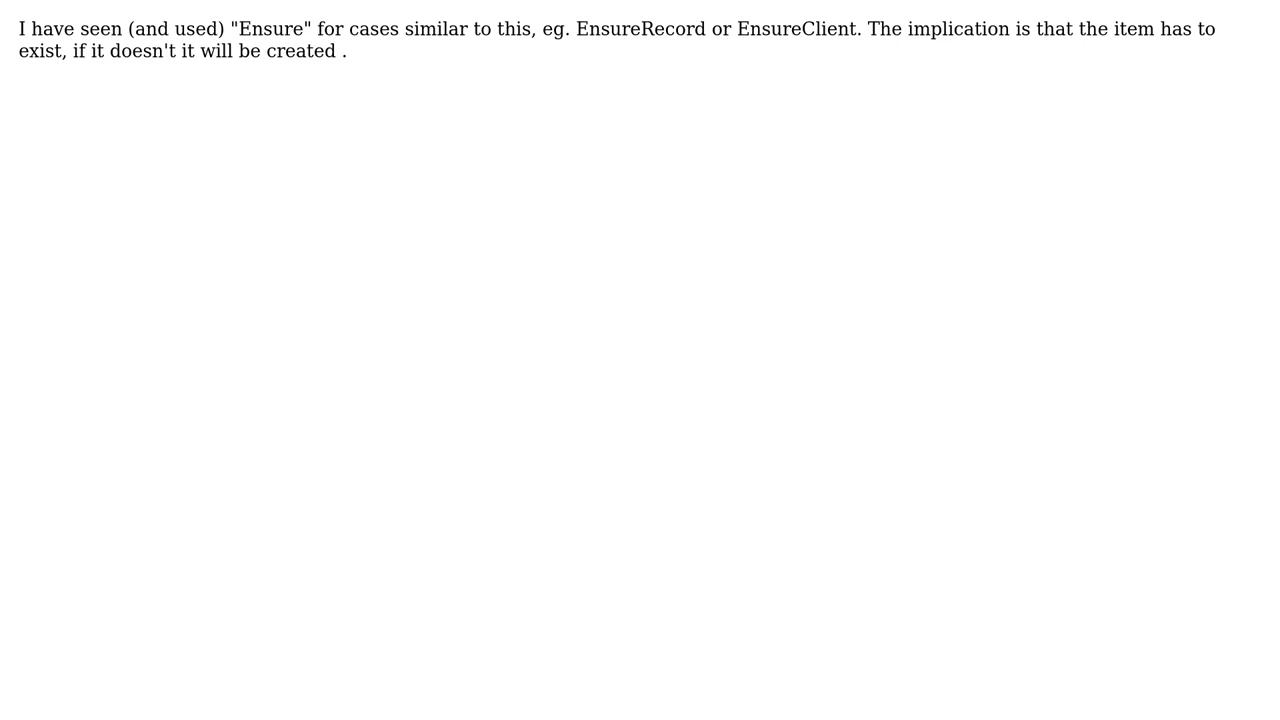 I have seen (and used) "Ensure" for cases similar to this, eg. EnsureRecord or EnsureClient. The implication is that the item has to
exist, if it doesn't it will be created .